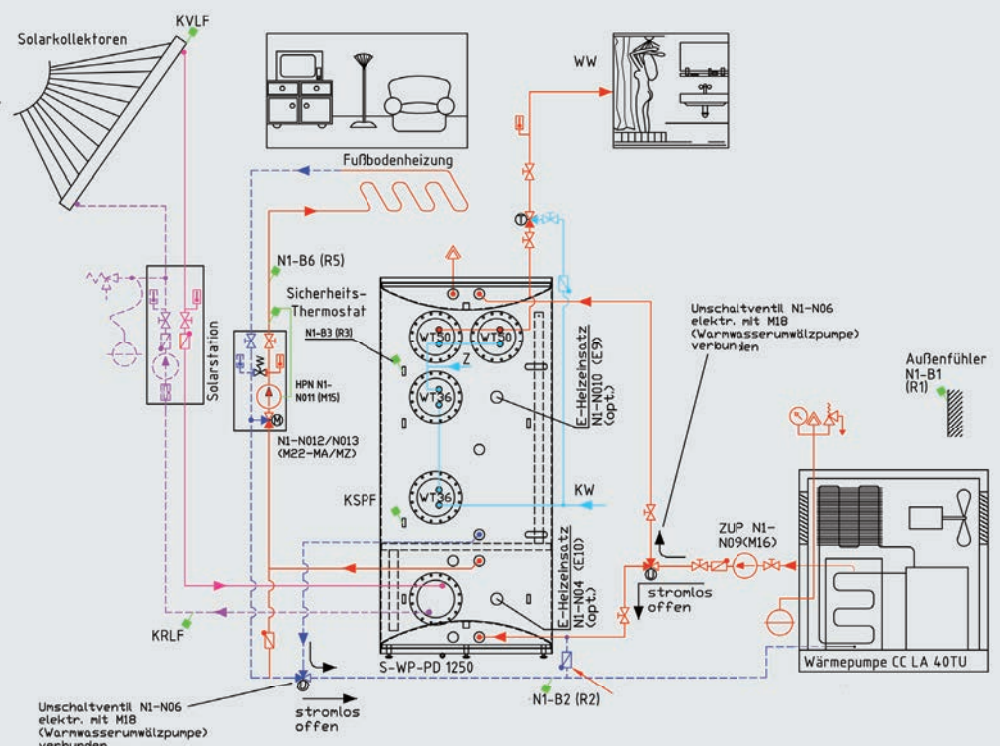 KVLF
Solarkollektoren
WW
Fußbodenheizung
N1-B6 (R5)
Sicherheits-
Thermostat
N1-B3 (R3)
Solarstation
HPN N1-
N011 (M15)
N1-N012/N013
(M22-MA/MZ)
WT50
WT50
Z
WT36
WT36
KSPF
KW
E-Heizeinsatz
N1-N010 (E9)
(opt.)
E-Heizeinsatz
N1-N04 (E10)
(opt.)
T
M
Umschaltventil N1-N06
elektr. mit M18
(Warmwasserumwälzpumpe)
verbunden
Außenfühler
N1-B1
(R1)
ZUP N1-
N09(M16)
stromlos
offen
Wärmepumpe CC LA 40TU
KRLF
S-WP-PD 1250
N1-B2 (R2)
stromlos
offen
Umschaltventil N1-N06
elektr. mit M18
(Warmwasserumwälzpumpe)
verbunden